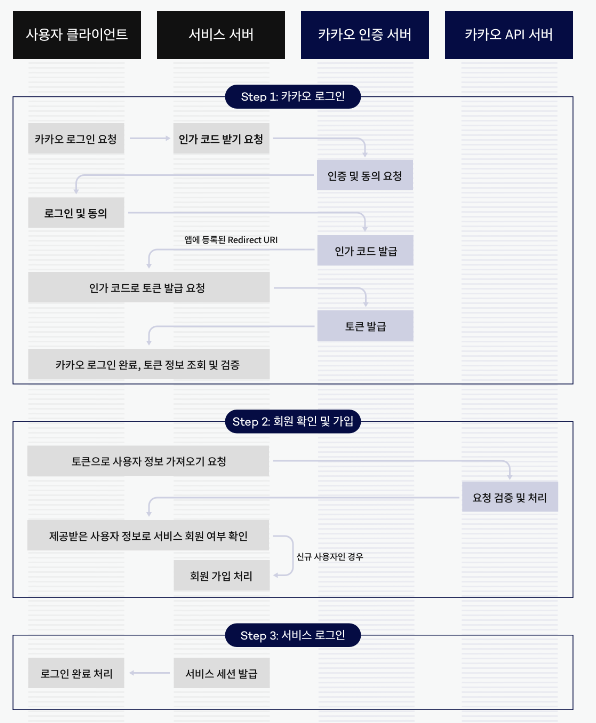 사용자 클라이언트
서비스 서버
카카오 인증 서버
카카오 API 서버
Step 1: 카카오 로그인
카카오 로그인 요청
인가 코드 받기 요청
인증 및 동의 요청
로그인 및 동의
앱에 등록된 Redirect URI
인가 코드 발급
인가 코드로 토큰 발급 요청
토큰 발급
카카오 로그인 완료, 토큰 정보 조회 및 검증
Step 2: 회원 확인 및 가입
토큰으로 사용자 정보 가져오기 요청
요청 검증 및 처리
제공받은 사용자 정보로 서비스 회원 여부 확인
신규 사용자인 경우
회원 가입 처리
Step 3: 서비스 로그인
로그인 완료 처리
서비스 세션 발급